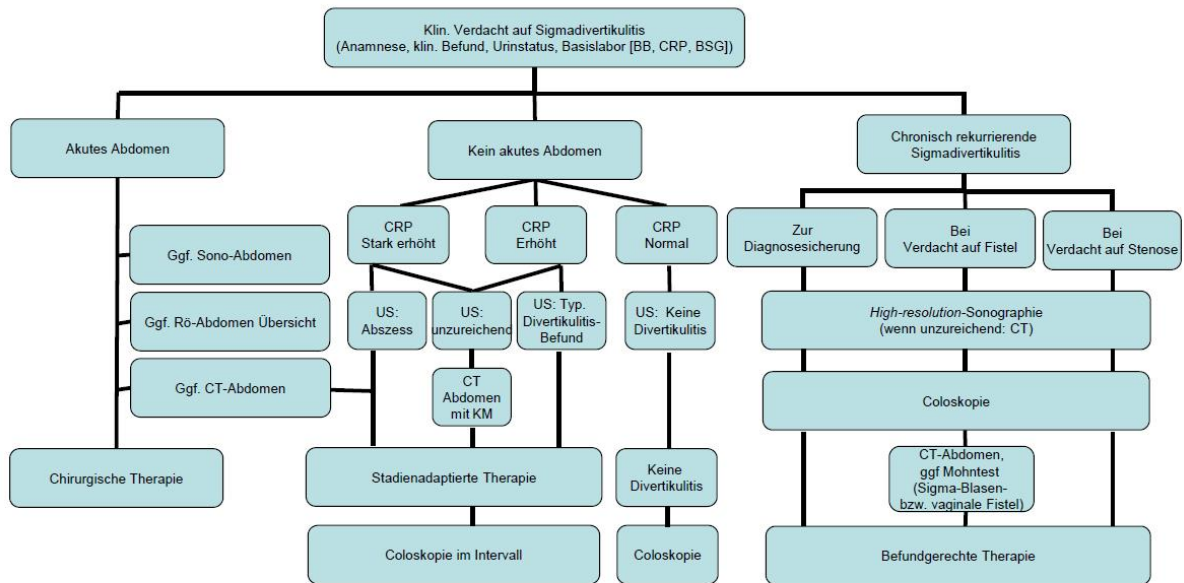 Klin. Verdacht auf Sigmadivertikulitis
(Anamnese, klin. Befund, Urinstatus, Basislabor [BB, CRP, BSG])
Akutes Abdomen
Kein akutes Abdomen
Chronisch rekurrierende
Sigmadivertikulitis
CRP
Stark erhöht
CRP
Erhöht
CRP
Normal
Zur
Diagnosesicherung
Bei
Verdacht auf Fistel
Bei
Verdacht auf Stenose
Ggf. Sono-Abdomen
Ggf. Rö-Abdomen Übersicht
Ggf. CT-Abdomen
US:
Abszess
US:
unzureichend
US: Typ.
Divertikulitis-
Befund
US: Keine
Divertikulitis
High-resolution-Sonographie
(wenn unzureichend: CT)
CT
Abdomen
mit KM
Coloskopie
Chirurgische Therapie
Stadienadaptierte Therapie
Keine
Divertikulitis
CT-Abdomen,
ggf Mohntest
(Sigma-Blasen-
bzw. vaginale Fistel)
Coloskopie im Intervall
Coloskopie
Befundgerechte Therapie